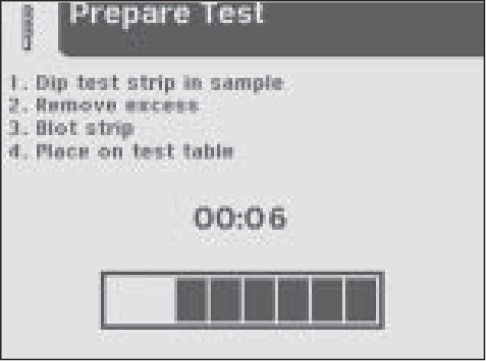 Prepare Test
1. Dip test strip in sample
2. Remove excess
3. Blot strip
4. Place on test table
00:06